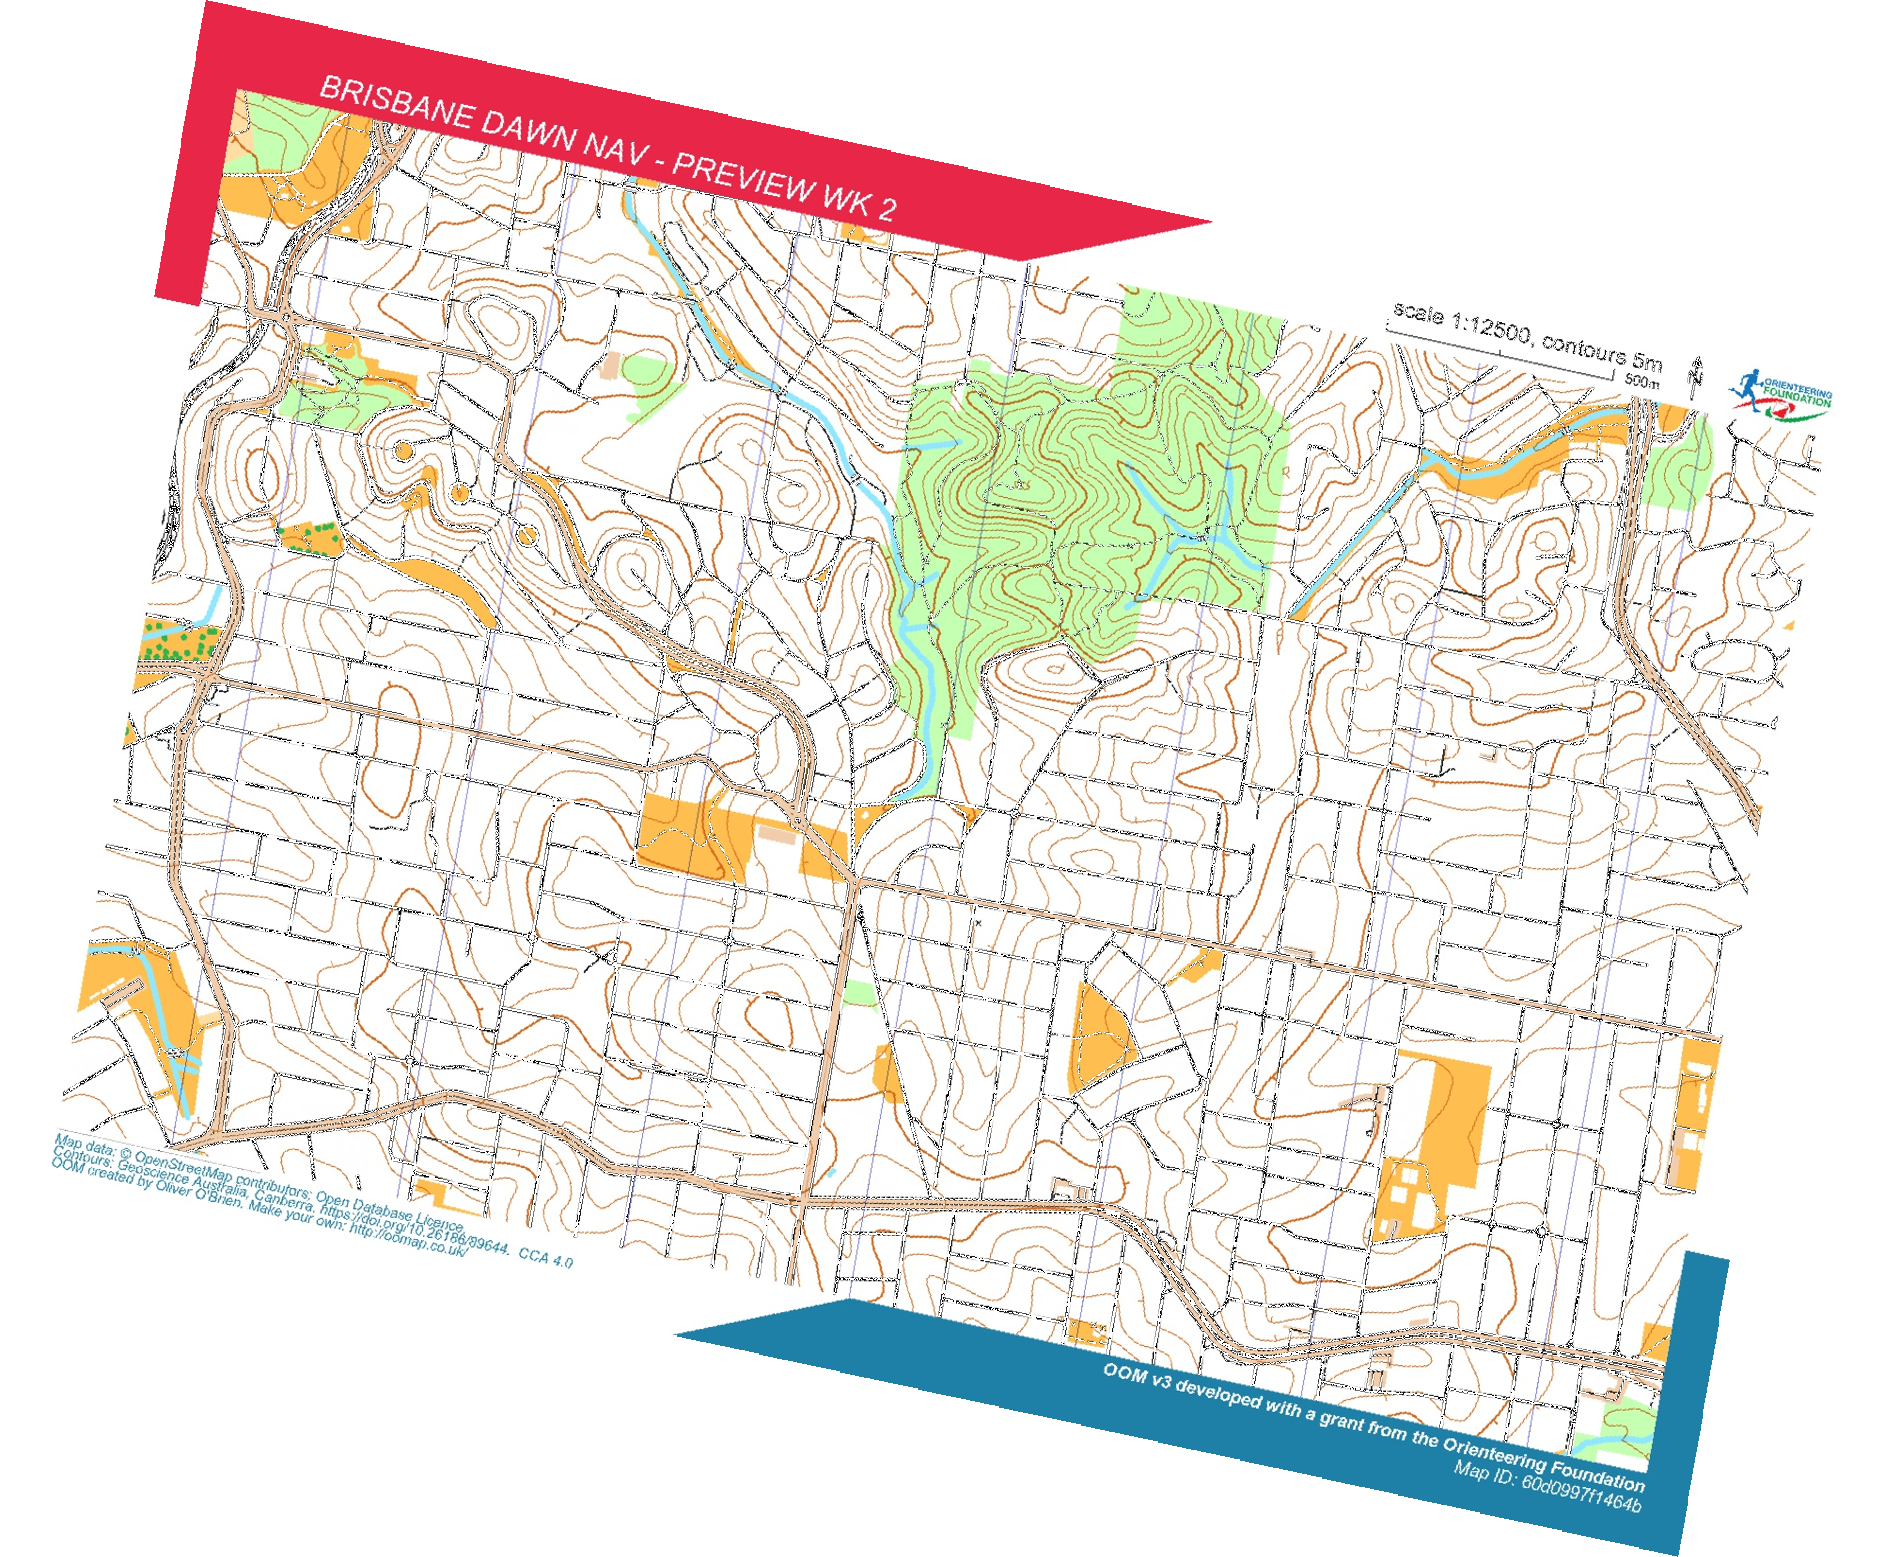 BRISBANE DAWN NAV - PREVIEW WK 2
scale 1:12500, contours 5m
500m
ORIENTEERING
FOUNDATION
Map data: © OpenStreetMap contributors, Open Database Licence.
Contours: Geoscience Australia, Canberra, https://doi.org/10.26186/89644. CCA 4.0
OOM created by Oliver O'Brien. Make your own: http://oomap.co.uk/
OOM v3 developed with a grant from the Orienteering Foundation
Map ID: 60d0997f1464b